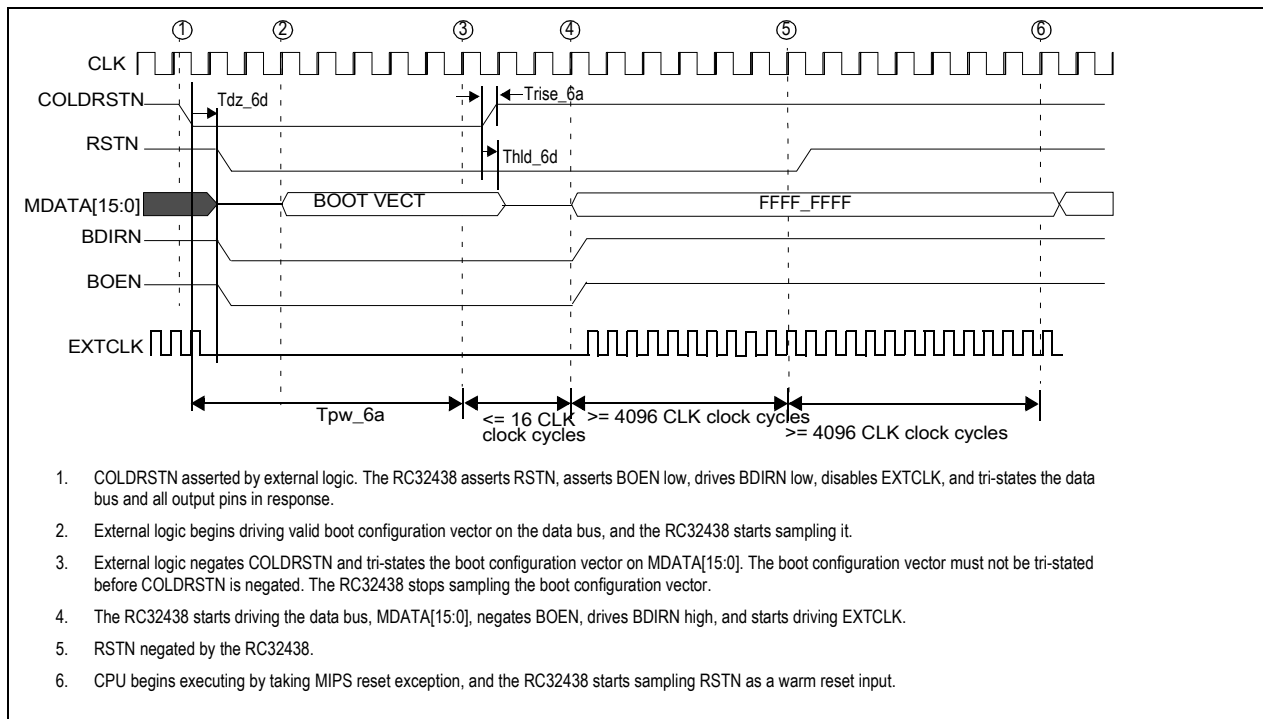 1 2 3 4 5 6
CLK
COLDRSTN
Tdz_6d
Trise_6a
RSTN
Thld_6d
MDATA[15:0]
BOOT VECT
FFFF_FFFF
BDIRN
BOEN
EXTCLK
Tpw_6a
<= 16 CLK
clock cycles
>= 4096 CLK clock cycles
>= 4096 CLK clock cycles
1. COLDRSTN asserted by external logic. The RC32438 asserts RSTN, asserts BOEN low, drives BDIRN low, disables EXTCLK, and tri-states the data
bus and all output pins in response.
2. External logic begins driving valid boot configuration vector on the data bus, and the RC32438 starts sampling it.
3. External logic negates COLDRSTN and tri-states the boot configuration vector on MDATA[15:0]. The boot configuration vector must not be tri-stated
before COLDRSTN is negated. The RC32438 stops sampling the boot configuration vector.
4. The RC32438 starts driving the data bus, MDATA[15:0], negates BOEN, drives BDIRN high, and starts driving EXTCLK.
5. RSTN negated by the RC32438.
6. CPU begins executing by taking MIPS reset exception, and the RC32438 starts sampling RSTN as a warm reset input.